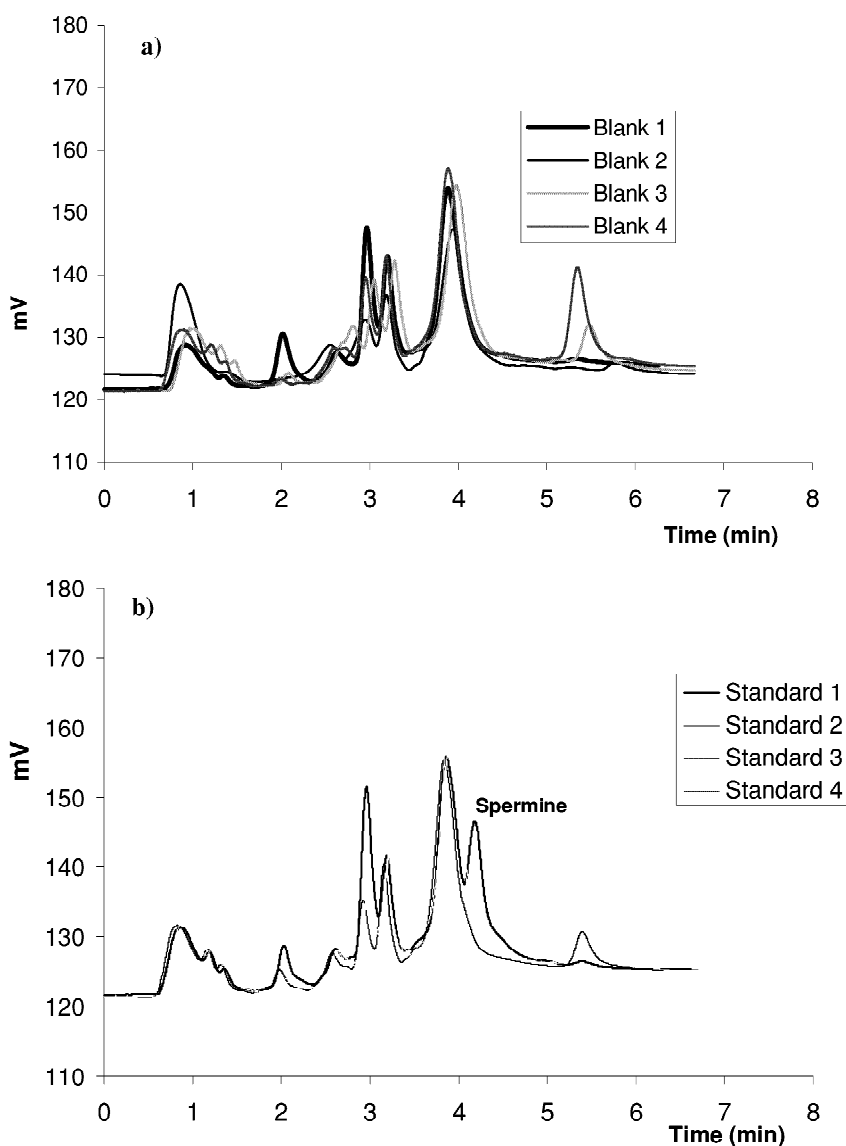 180
a)
170
160
Blank 1
Blank 2
150
Blank 3
Blank 4
140
mV
130
120
110
0 1 2 3 4 5 6 7 8
Time (min)
180
b)
170
Standard 1
160
Standard 2
mV
Standard 3
150
Spermine
Standard 4
140
130
120
110
0 1 2 3 4 5 6 7 8
Time (min)